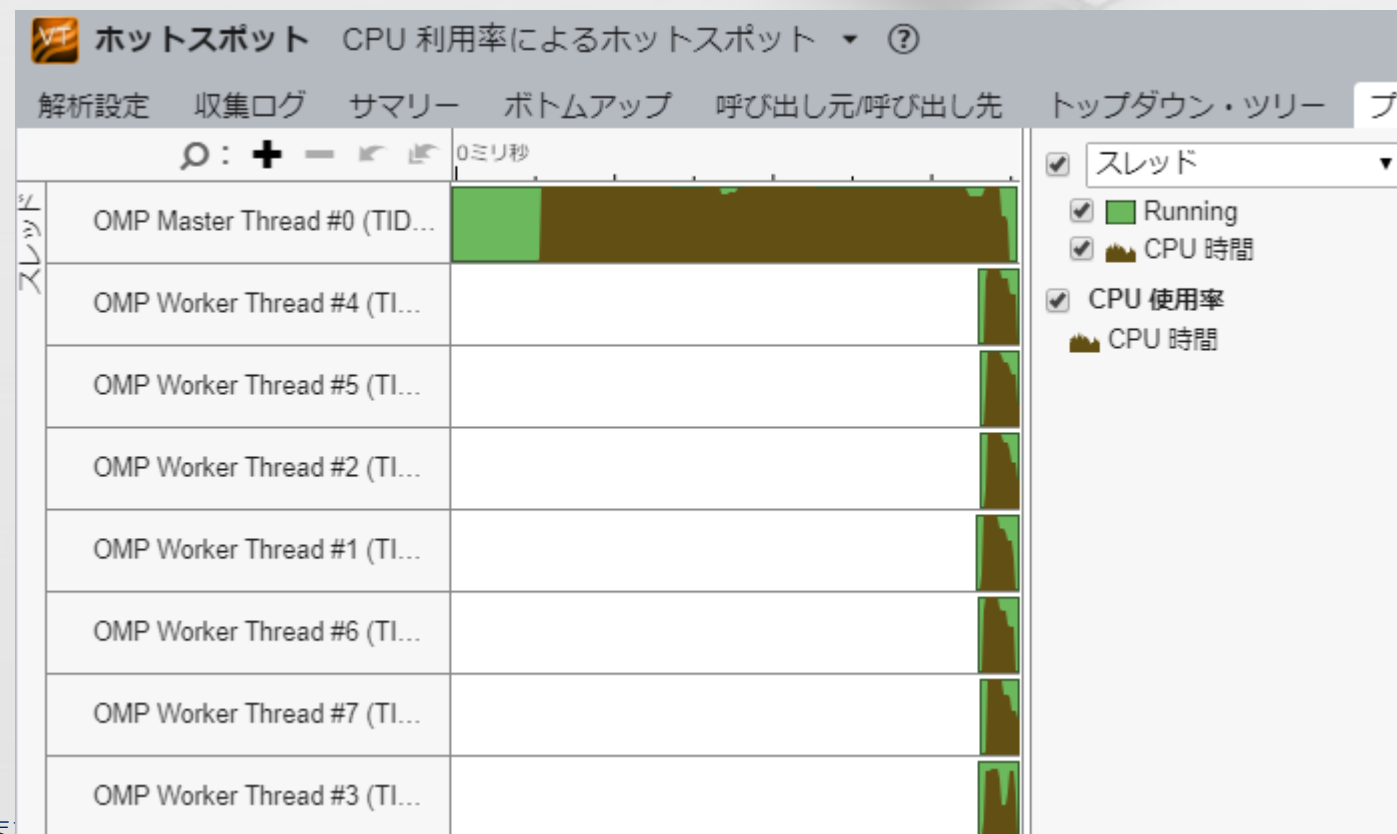 VT ホットスポット CPU 利用率によるホットスポット ?
解析設定 収集ログ サマリー ボトムアップ 呼び出し元/呼び出し先 トップダウン・ツリー プ
0ミリ秒
スレッド
スレッド
Running
CPU 時間
CPU 使用率
CPU 時間
OMP Master Thread #0 (TID...
OMP Worker Thread #4 (TI...
OMP Worker Thread #5 (TI...
OMP Worker Thread #2 (TI...
OMP Worker Thread #1 (TI...
OMP Worker Thread #6 (TI...
OMP Worker Thread #7 (TI...
OMP Worker Thread #3 (TI...